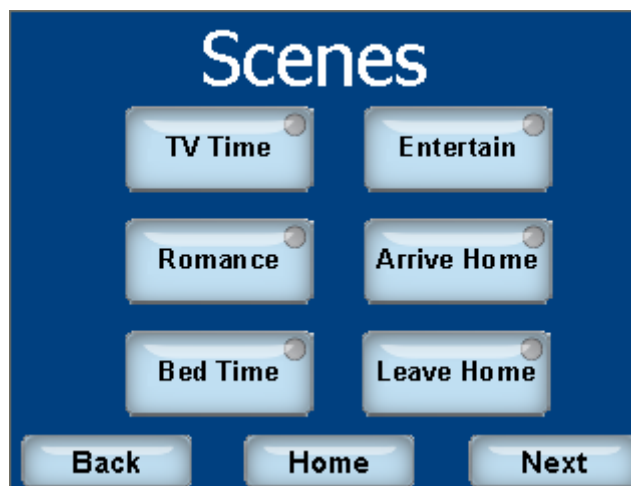 Scenes
TV Time
Entertain
Romance
Arrive Home
Bed Time
Leave Home
Back
Home
Next